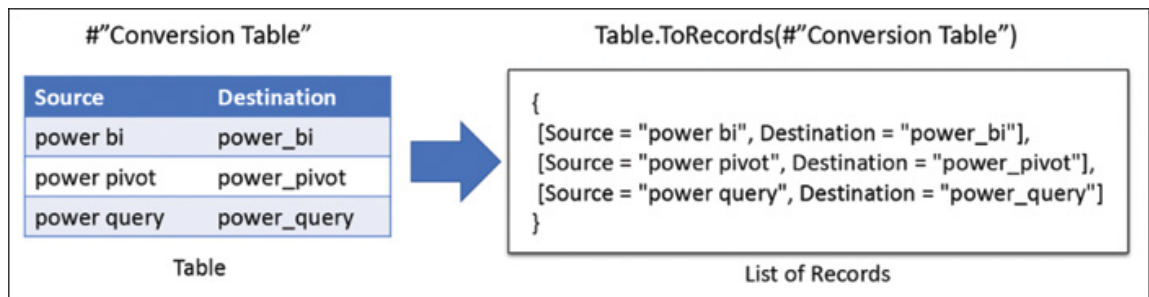 #”Conversion Table”
Source Destination
power bi power_bi
power pivot power_pivot
power query power_query
Table
Table.ToRecords(#”Conversion Table”)
{
[Source = "power bi", Destination = "power_bi"],
[Source = "power pivot", Destination = "power_pivot"],
[Source = "power query", Destination = "power_query"]
}
List of Records